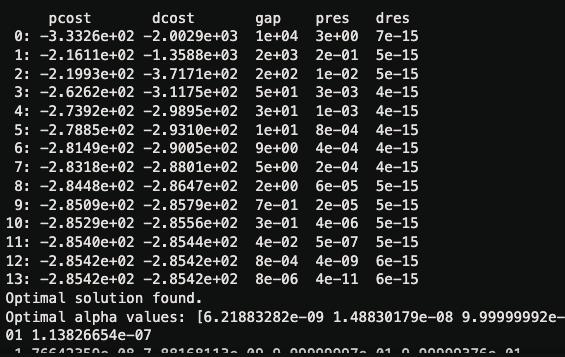 pcost dcost gap pres dres
0: -3.3326e+02 -2.0029e+03 1e+04 3e+00 7e-15
1: -2.1611e+02 -1.3588e+03 2e+03 2e-01 5e-15
2: -2.1993e+02 -3.7171e+02 2e+02 1e-02 5e-15
3: -2.6262e+02 -3.1175e+02 5e+01 3e-03 4e-15
4: -2.7392e+02 -2.9895e+02 3e+01 1e-03 4e-15
5: -2.7885e+02 -2.9310e+02 1e+01 8e-04 4e-15
6: -2.8149e+02 -2.9005e+02 9e+00 4e-04 4e-15
7: -2.8318e+02 -2.8801e+02 5e+00 2e-04 4e-15
8: -2.8448e+02 -2.8647e+02 2e+00 6e-05 5e-15
9: -2.8509e+02 -2.8579e+02 7e-01 2e-05 5e-15
10: -2.8529e+02 -2.8556e+02 3e-01 4e-06 5e-15
11: -2.8540e+02 -2.8544e+02 4e-02 5e-07 5e-15
12: -2.8542e+02 -2.8542e+02 8e-04 4e-09 6e-15
13: -2.8542e+02 -2.8542e+02 8e-06 4e-11 6e-15
Optimal solution found.
Optimal alpha values: [6.21883282e-09 1.48830179e-08 9.99999992e-
01 1.13826654e-07